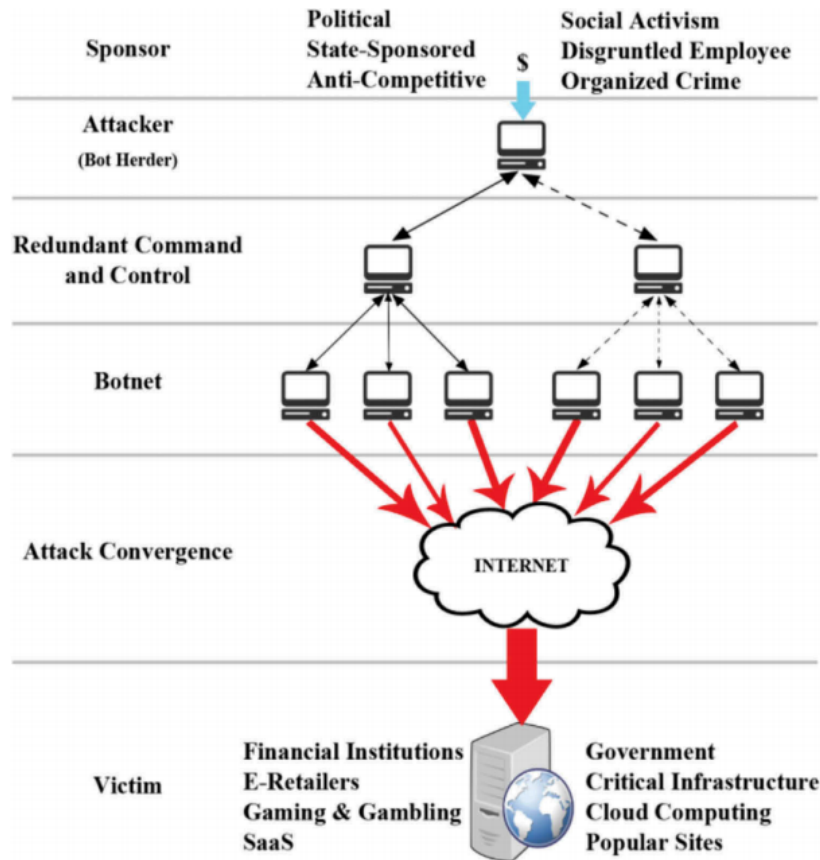 Sponsor
Political
State-Sponsored
Anti-Competitive
$
Social Activism
Disgruntled Employee
Organized Crime
Attacker
(Bot Herder)
Redundant Command
and Control
Botnet
Attack Convergence
INTERNET
Victim
Financial Institutions
E-Retailers
Gaming & Gambling
SaaS
Government
Critical Infrastructure
Cloud Computing
Popular Sites